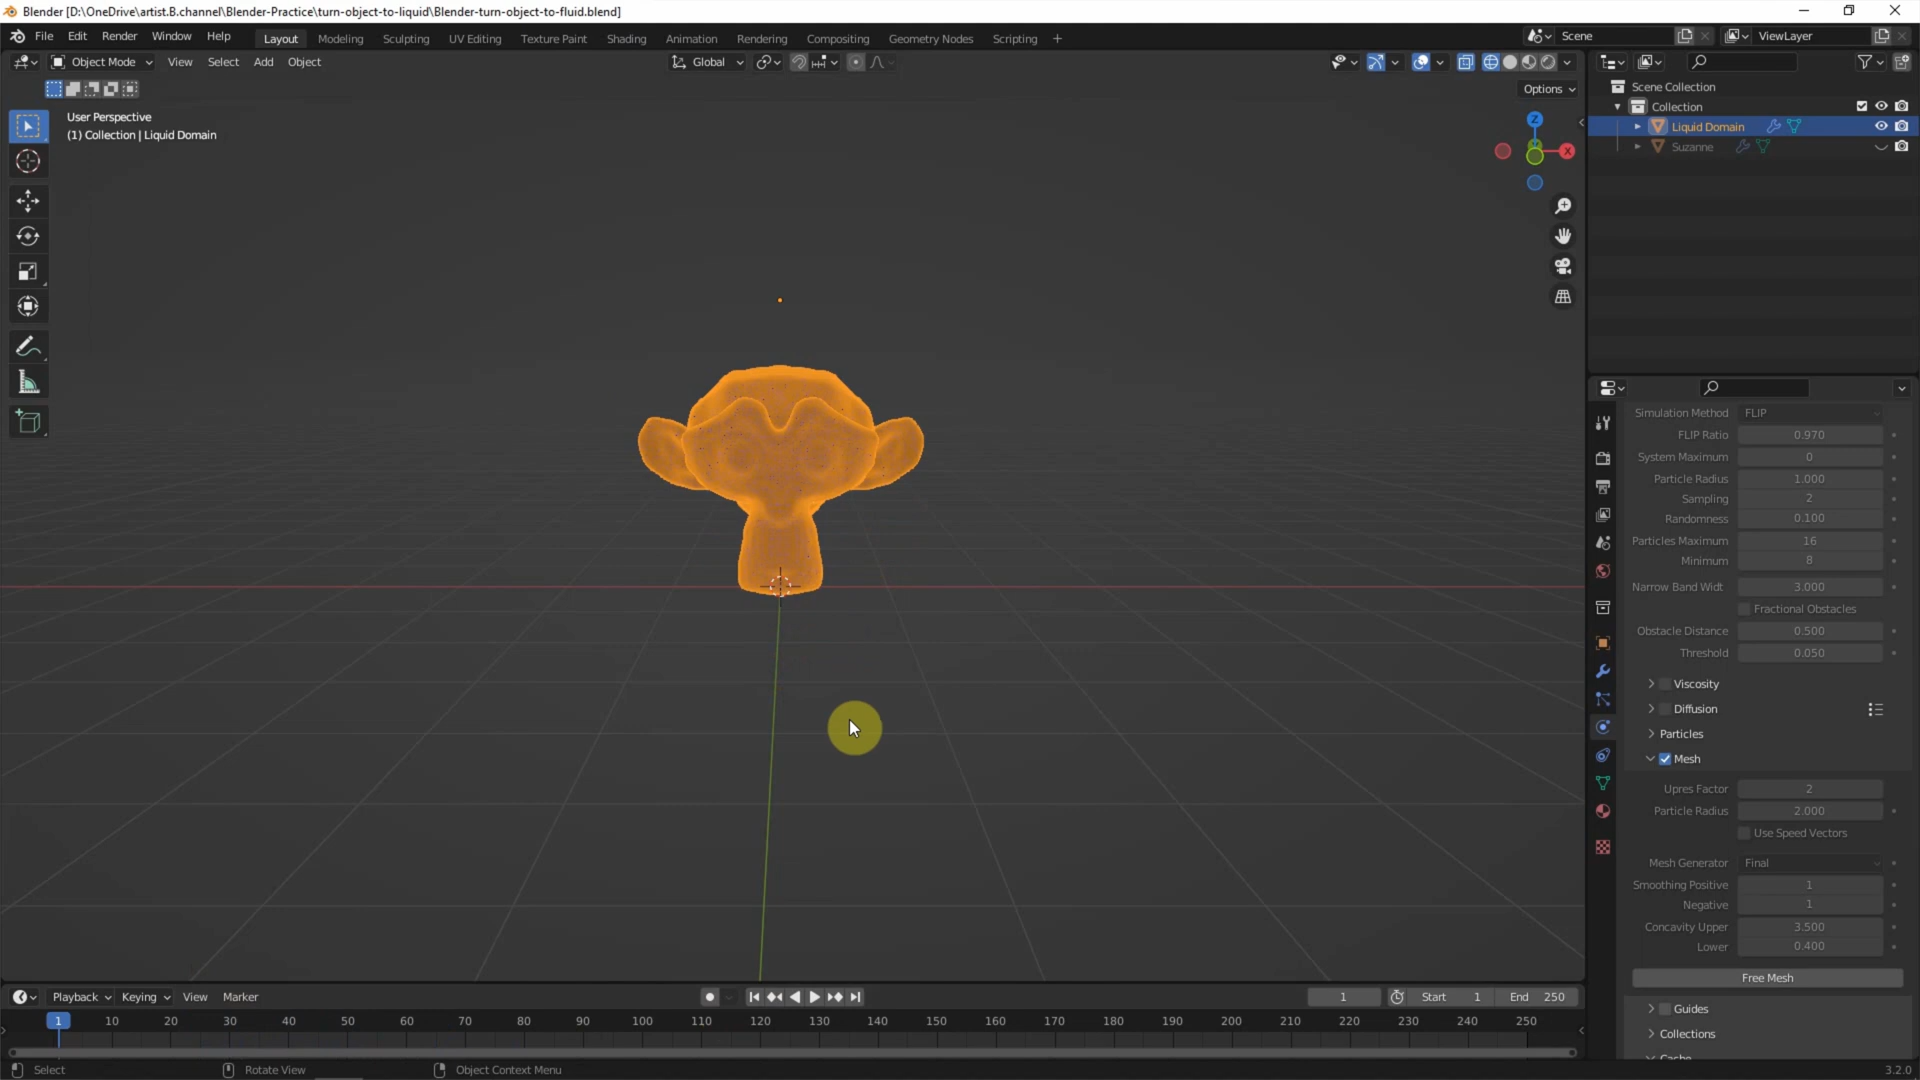 Blender [D:\OneDrive\artist.B.channel\Blender-Practice\turn-object-to-liquid\Blender-turn-object-to-fluid.blend]
File Edit Render Window Help Layout Modeling Sculpting UV Editing Texture Paint Shading Animation Rendering Compositing Geometry Nodes Scripting + Scene ViewLayer
Object Mode View Select Add Object Global
Options
User Perspective
(1) Collection | Liquid Domain
Z
X
Scene Collection
Collection
Liquid Domain
Suzanne
Simulation Method FLIP
FLIP Ratio 0.970
System Maximum 0
Particle Radius 1.000
Sampling 2
Randomness 0.100
Particles Maximum 16
Minimum 8
Narrow Band Widt 3.000
Fractional Obstacles
Obstacle Distance 0.500
Threshold 0.050
Viscosity
Diffusion
Particles
Mesh
Upres Factor 2
Particle Radius 2.000
Use Speed Vectors
Mesh Generator Final
Smoothing Positive 1
Negative 1
Concavity Upper 3.500
Lower 0.400
Free Mesh
Guides
Collections
Cache
Playback Keying View Marker 1 Start 1 End 250
1 10 20 30 40 50 60 70 80 90 100 110 120 130 140 150 160 170 180 190 200 210 220 230 240 250
Select Rotate View Object Context Menu 3.2.0